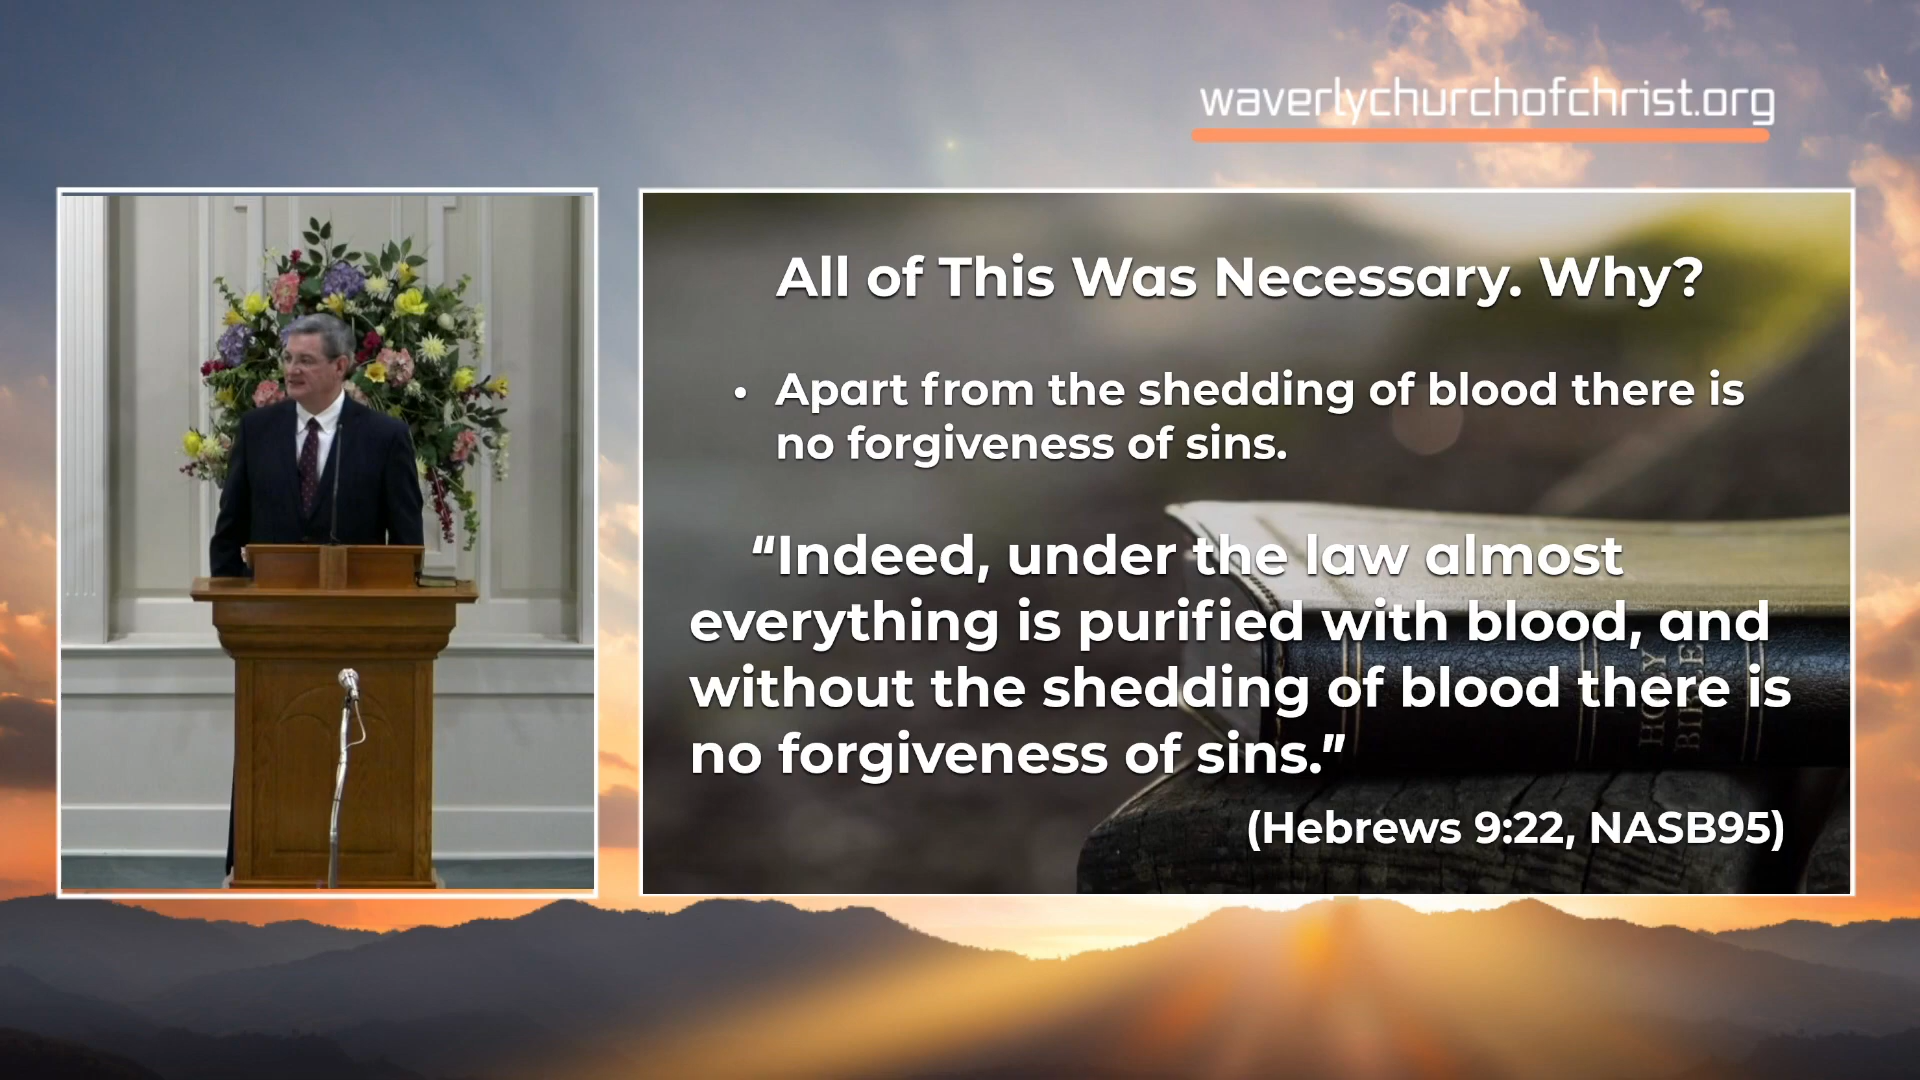 waverlychurchofchrist.org
All of This Was Necessary. Why?
• Apart from the shedding of blood there is
no forgiveness of sins.
“Indeed, under the law almost
everything is purified with blood, and
without the shedding of blood there is
no forgiveness of sins.”
(Hebrews 9:22, NASB95)
HOLY
BIBLE